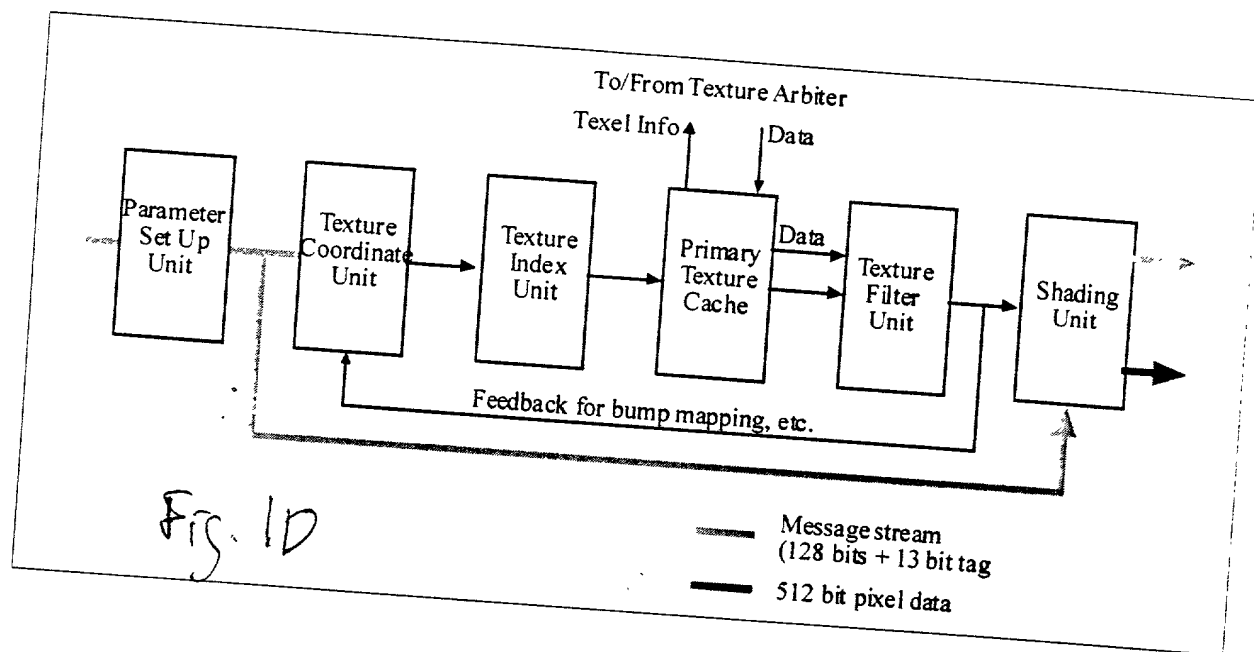 To/From Texture Arbiter
Texel Info
Data
Parameter
Set Up
Unit
Texture
Coordinate
Unit
Texture
Index
Unit
Primary
Texture
Cache
Data
Texture
Filter
Unit
Shading
Unit
Feedback for bump mapping, etc.
Fig. 1D
Message stream
(128 bits + 13 bit tag
512 bit pixel data